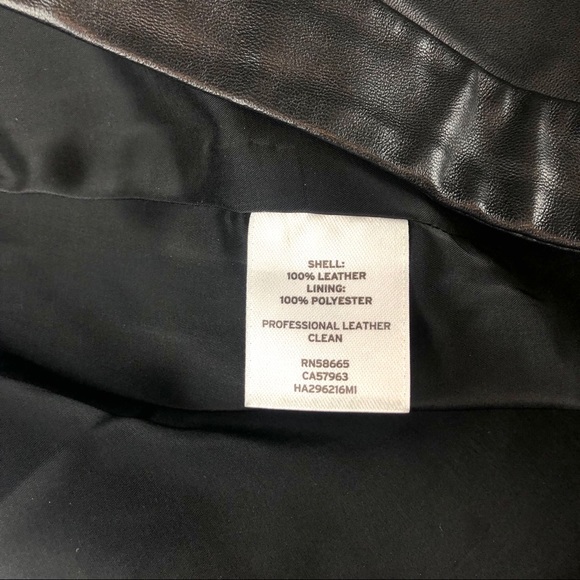 SHELL:
100% LEATHER
LINING:
100% POLYESTER
PROFESSIONAL LEATHER
CLEAN
RN58665
CA57963
HA296216MI